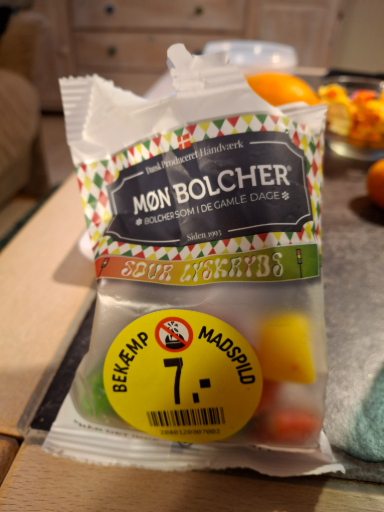 Dansk Produceret Håndværk
MØN BOLCHER
BOLCHER SOM I DE GAMLE DAGE
Siden 1993
SOUR LYSKRYDS
BEKÆMP MADSPILD
7.-